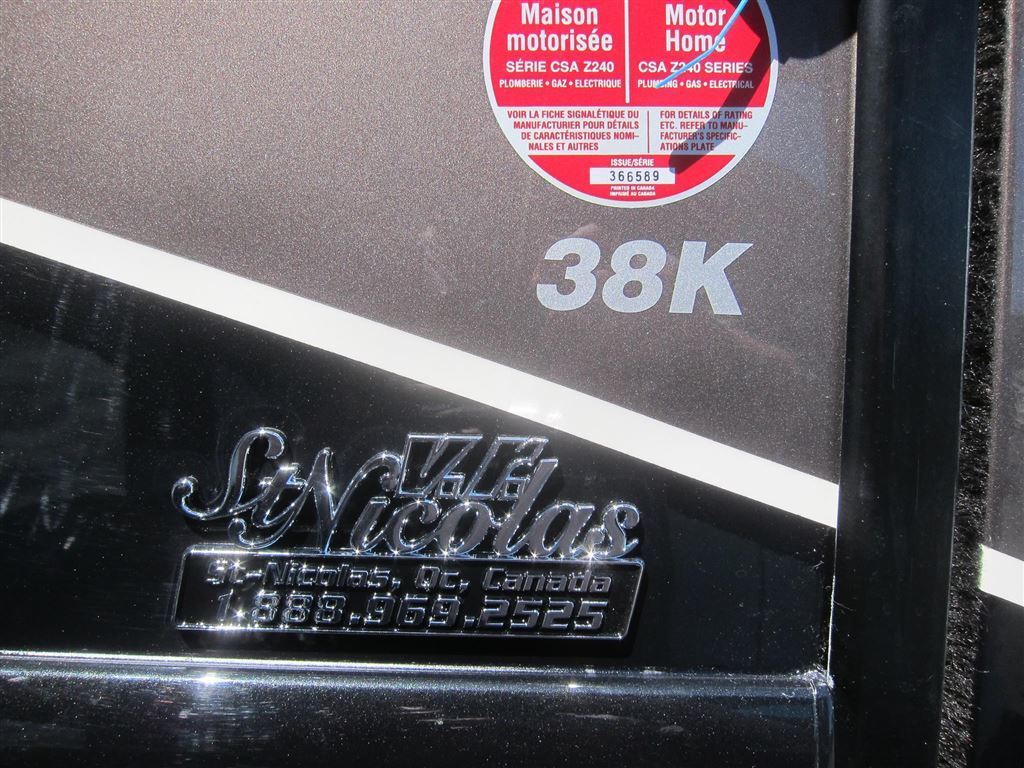 Maison
motorisée
SÉRIE CSA Z240
PLOMBERIE • GAZ • ELECTRIQUE
Motor
Home
CSA Z240 SERIES
PLUMBING • GAS • ELECTRICAL
VOIR LA FICHE SIGNALÉTIQUE DU
MANUFACTURIER POUR DÉTAILS
DE CARACTÉRISTIQUES NOMI-
NALES ET AUTRES
FOR DETAILS OF RATING
ETC. REFER TO MANU-
FACTURER'S SPECIFIC-
ATIONS PLATE
ISSUE/SÉRIE
366589
PRINTED IN CANADA
IMPRIMÉ AU CANADA
38K
V.R.
St Nicolas
St-Nicolas, Qc, Canada
1.888.969.2525